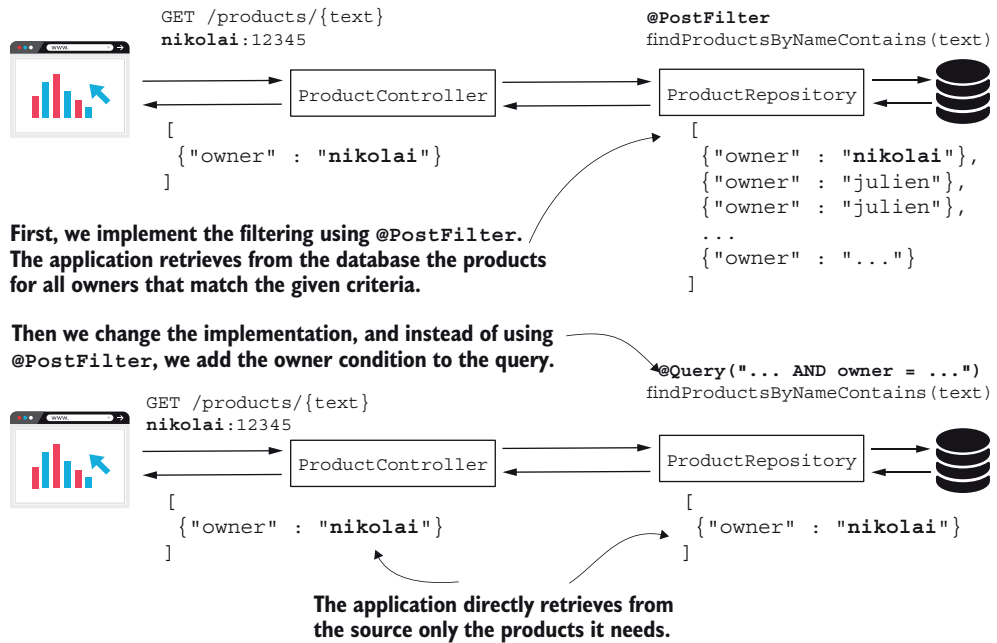 GET /products/{text}
nikolai:12345
@PostFilter
findProductsByNameContains(text)
www.
ProductController
ProductRepository
[
{"owner" : "nikolai"}
]
[
{"owner" : "nikolai"},
{"owner" : "julien"},
{"owner" : "julien"},
...
{"owner" : "..."}
]
First, we implement the filtering using @PostFilter.
The application retrieves from the database the products
for all owners that match the given criteria.
Then we change the implementation, and instead of using
@PostFilter, we add the owner condition to the query.
@Query("... AND owner = ...")
findProductsByNameContains(text)
GET /products/{text}
nikolai:12345
www.
ProductController
ProductRepository
[
{"owner" : "nikolai"}
]
[
{"owner" : "nikolai"}
]
The application directly retrieves from
the source only the products it needs.